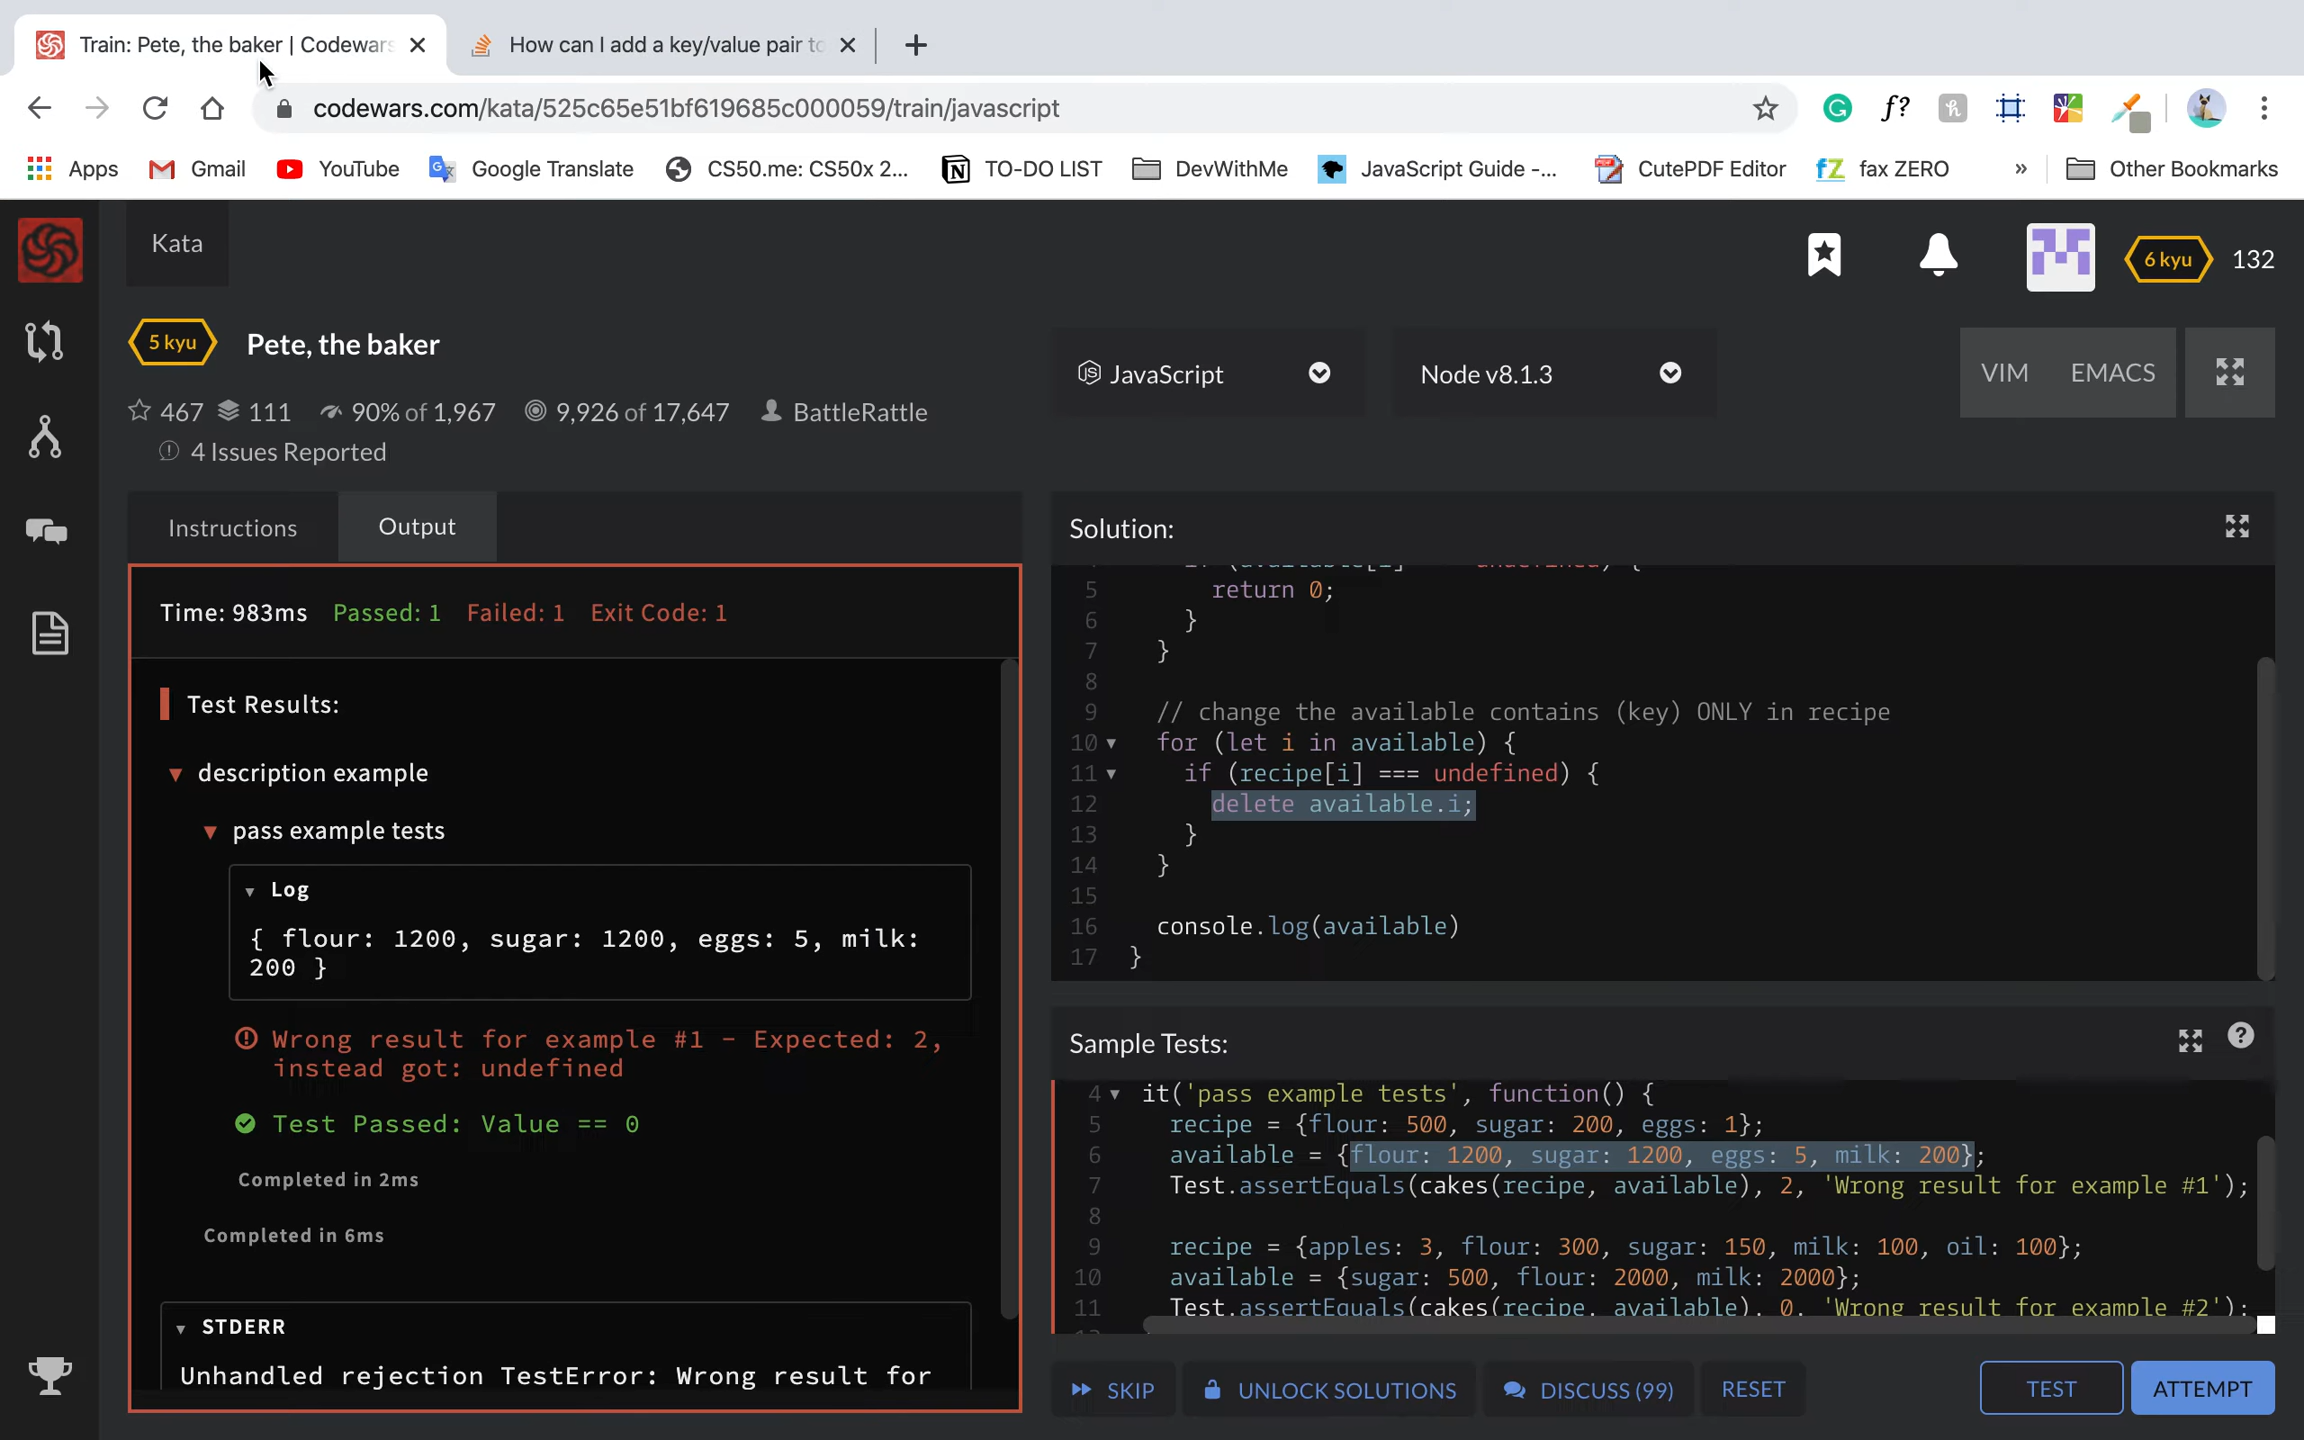 Train: Pete, the baker | Codewars
How can I add a key/value pair to
codewars.com/kata/525c65e51bf619685c000059/train/javascript
Apps
Gmail
YouTube
Google Translate
CS50.me: CS50x 2...
TO-DO LIST
DevWithMe
JavaScript Guide -...
CutePDF Editor
fax ZERO
»
Other Bookmarks
Kata
6 kyu
132
5 kyu
Pete, the baker
JavaScript
Node v8.1.3
VIM
EMACS
467
111
90% of 1,967
9,926 of 17,647
BattleRattle
4 Issues Reported
Instructions
Output
Time: 983ms Passed: 1 Failed: 1 Exit Code: 1
Test Results:
▼ description example
▼ pass example tests
▼ Log
{ flour: 1200, sugar: 1200, eggs: 5, milk:
200 }
Wrong result for example #1 - Expected: 2,
instead got: undefined
Test Passed: Value == 0
Completed in 2ms
Completed in 6ms
▼ STDERR
Unhandled rejection TestError: Wrong result for
Solution:
5 return 0;
6 }
7 }
8
9 // change the available contains (key) ONLY in recipe
10 ▼ for (let i in available) {
11 ▼ if (recipe[i] === undefined) {
12 delete available.i;
13 }
14 }
15
16 console.log(available)
17 }
Sample Tests:
4 ▼ it('pass example tests', function() {
5 recipe = {flour: 500, sugar: 200, eggs: 1};
6 available = {flour: 1200, sugar: 1200, eggs: 5, milk: 200};
7 Test.assertEquals(cakes(recipe, available), 2, 'Wrong result for example #1');
8
9 recipe = {apples: 3, flour: 300, sugar: 150, milk: 100, oil: 100};
10 available = {sugar: 500, flour: 2000, milk: 2000};
11 Test.assertEquals(cakes(recipe, available), 0, 'Wrong result for example #2');
SKIP
UNLOCK SOLUTIONS
DISCUSS (99)
RESET
TEST
ATTEMPT